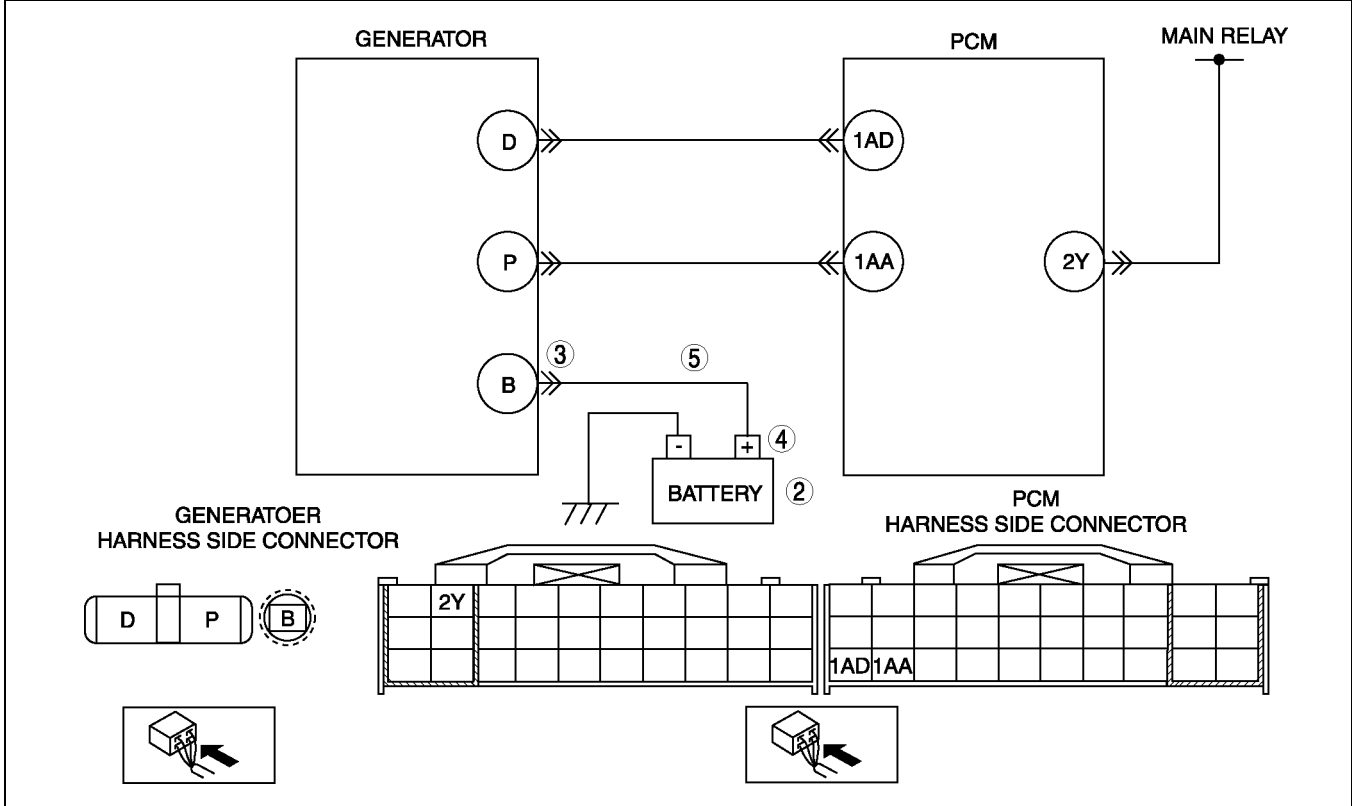 GENERATOR
PCM
MAIN RELAY
D
1AD
P
1AA
2Y
B
③
⑤
-
+
④
BATTERY
②
GENERATOER
HARNESS SIDE CONNECTOR
PCM
HARNESS SIDE CONNECTOR
D
P
B
2Y
1AD
1AA